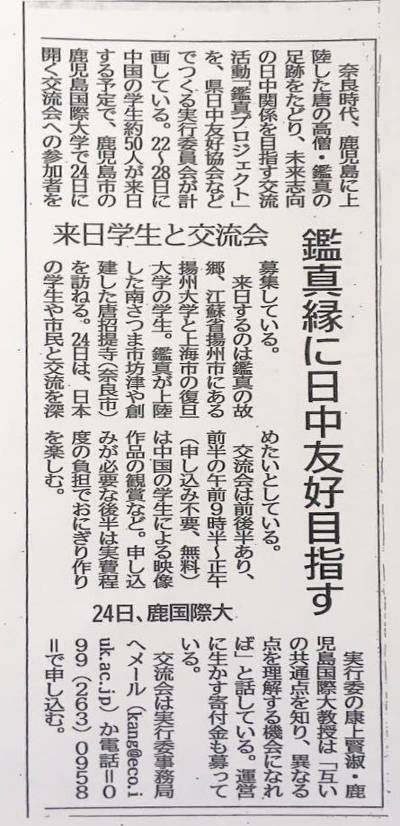 鑑真縁に日中友好目指す
来日学生と交流会
24日、鹿国際大
奈良時代、鹿児島に上
陸した唐の高僧・鑑真の
足跡をたどり、未来志向
の日中関係を目指す交流
活動「鑑真プロジェクト」
を、県日中友好協会など
でつくる実行委員会が計
画している。22〜28日に
中国の学生約50人が来日
する予定で、鹿児島市の
鹿児島国際大学で24日に
開く交流会への参加者を
募集している。
来日するのは鑑真の故
郷、江蘇省揚州市にある
揚州大学と上海市の復旦
大学の学生。鑑真が上陸
した南さつま市坊津や創
建した唐招提寺（奈良市）
を訪ねる。24日は、日本
の学生や市民と交流を深
めたいとしている。
交流会は前後半あり、
前半の午前9時半〜正午
（申し込み不要、無料）
は中国の学生による映像
作品の観賞など。申し込
みが必要な後半は実費程
度の負担でおにぎり作り
を楽しむ。
実行委の康上賢淑・鹿
児島国際大教授は「互い
の共通点を知り、異なる
点を理解する機会になれ
ば」と話している。運営
に生かす寄付金も募って
いる。
交流会は実行委事務局
へメール（kang@eco.i
uk.ac.jp）か電話＝0
99（263）0958
＝で申し込む。